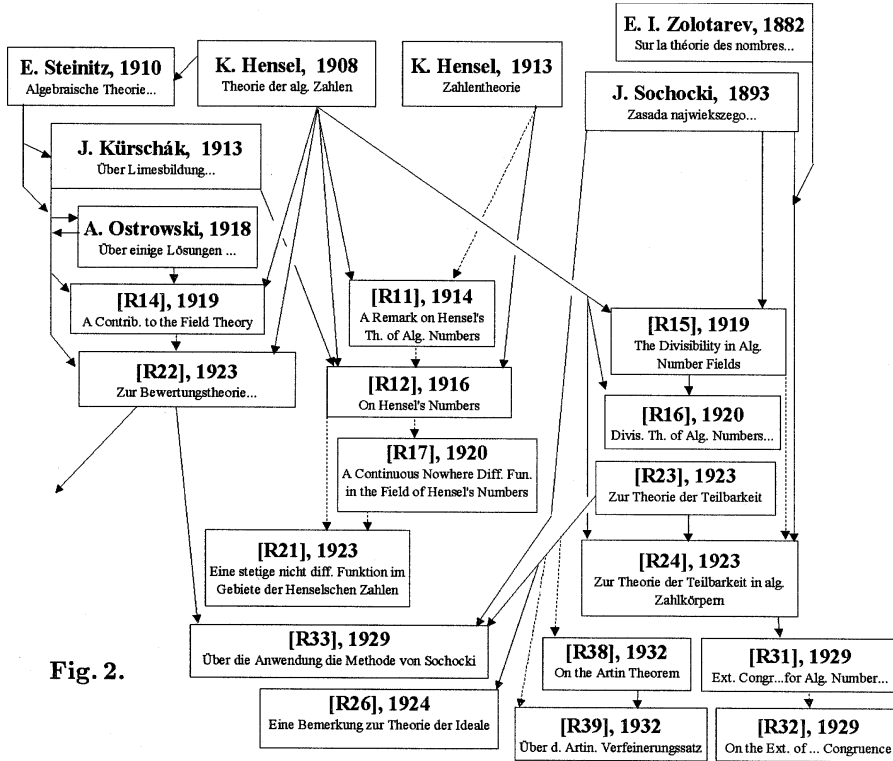 E. I. Zolotarev, 1882
Sur la théorie des nombres...
E. Steinitz, 1910
Algebraische Theorie...
K. Hensel, 1908
Theorie der alg. Zahlen
K. Hensel, 1913
Zahlentheorie
J. Sochocki, 1893
Zasada najwiekszego...
J. Kürschák, 1913
Über Limesbildung...
A. Ostrowski, 1918
Über einige Lösungen ...
[R14], 1919
A Contrib. to the Field Theory
[R11], 1914
A Remark on Hensel's
Th. of Alg. Numbers
[R15], 1919
The Divisibility in Alg.
Number Fields
[R22], 1923
Zur Bewertungstheorie...
[R12], 1916
On Hensel's Numbers
[R16], 1920
Divis. Th. of Alg. Numbers...
[R17], 1920
A Continuous Nowhere Diff. Fun.
in the Field of Hensel's Numbers
[R23], 1923
Zur Theorie der Teilbarkeit
[R21], 1923
Eine stetige nicht diff. Funktion im
Gebiete der Henselschen Zahlen
[R24], 1923
Zur Theorie der Teilbarkeit in alg.
Zahlkörpern
[R33], 1929
Über die Anwendung die Methode von Sochocki
[R38], 1932
On the Artin Theorem
[R31], 1929
Ext. Congr...for Alg. Number...
Fig. 2.
[R26], 1924
Eine Bemerkung zur Theorie der Ideale
[R39], 1932
Über d. Artin. Verfeinerungssatz
[R32], 1929
On the Ext. of ... Congruence